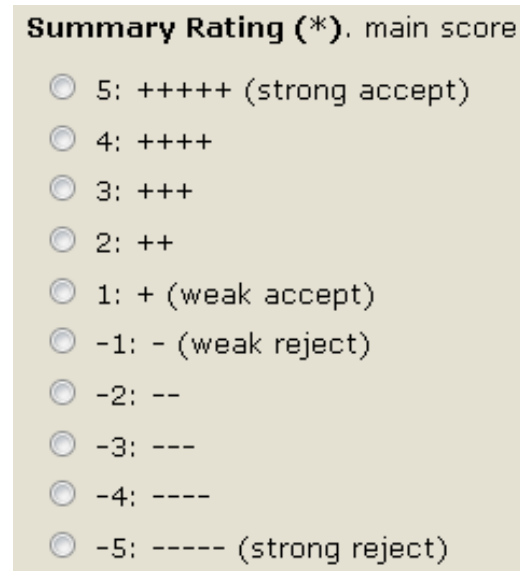 Summary Rating (*). main score
5: +++++ (strong accept)
4: ++++
3: +++
2: ++
1: + (weak accept)
-1: - (weak reject)
-2: --
-3: ---
-4: ----
-5: ----- (strong reject)